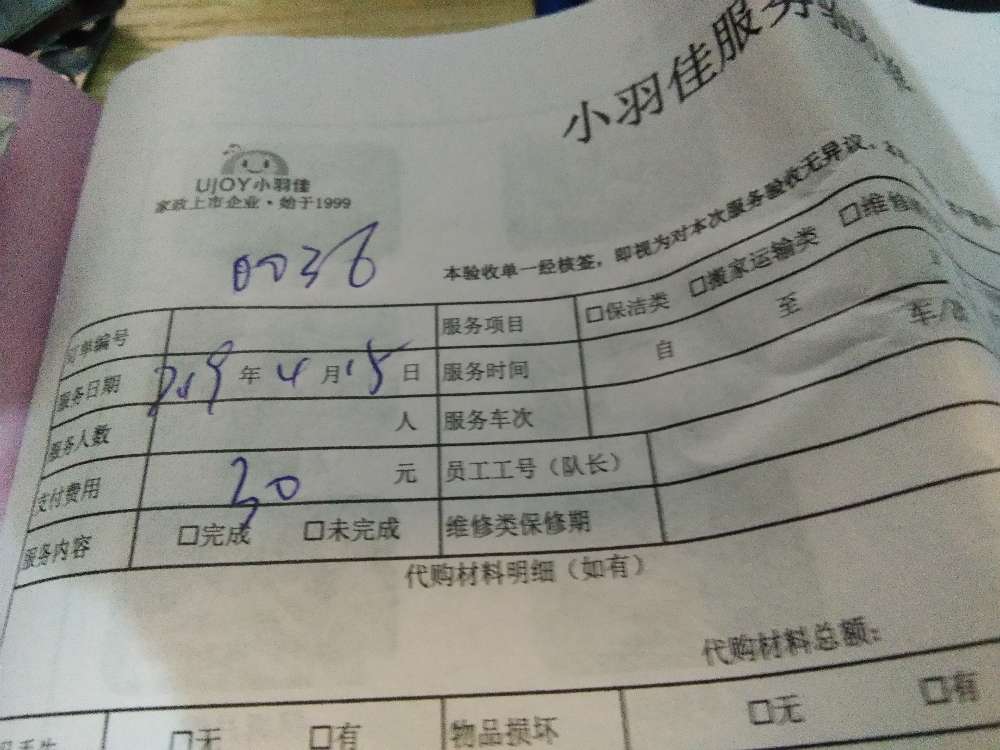 小羽佳服务
UjOY小羽佳
家政上市企业·始于1999
0036
本验收单一经核签，即视为对本次服务验收无异议，
订单编号 服务项目 □保洁类 □搬家运输类 □维修
服务日期 2019年4月15日 服务时间 自 至
服务人数 人 服务车次 车/
支付费用 30 元 员工工号（队长）
服务内容 □完成 □未完成 维修类保修期
代购材料明细（如有）
代购材料总额：
□无 □有 物品损坏 □无 □有